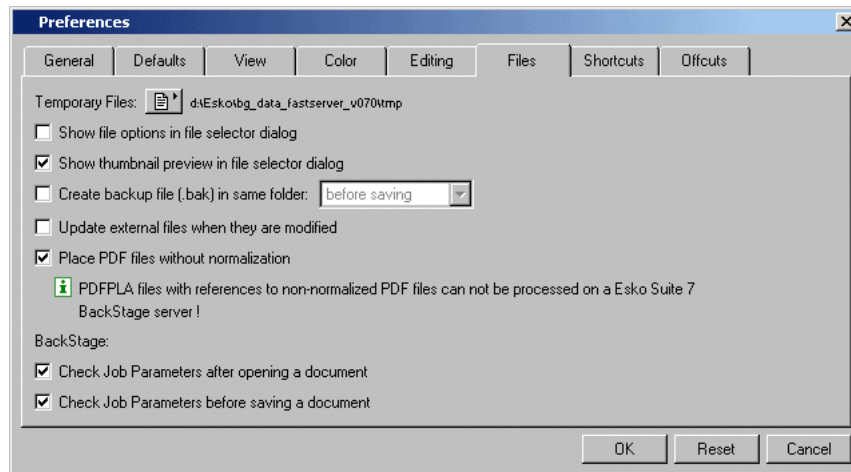 Preferences
General Defaults View Color Editing Files Shortcuts Offcuts
Temporary Files: d:\Esko\bg_data_fastserver_v070\tmp
Show file options in file selector dialog
Show thumbnail preview in file selector dialog
Create backup file (.bak) in same folder: before saving
Update external files when they are modified
Place PDF files without normalization
PDFPLA files with references to non-normalized PDF files can not be processed on a Esko Suite 7
BackStage server !
BackStage:
Check Job Parameters after opening a document
Check Job Parameters before saving a document
OK Reset Cancel